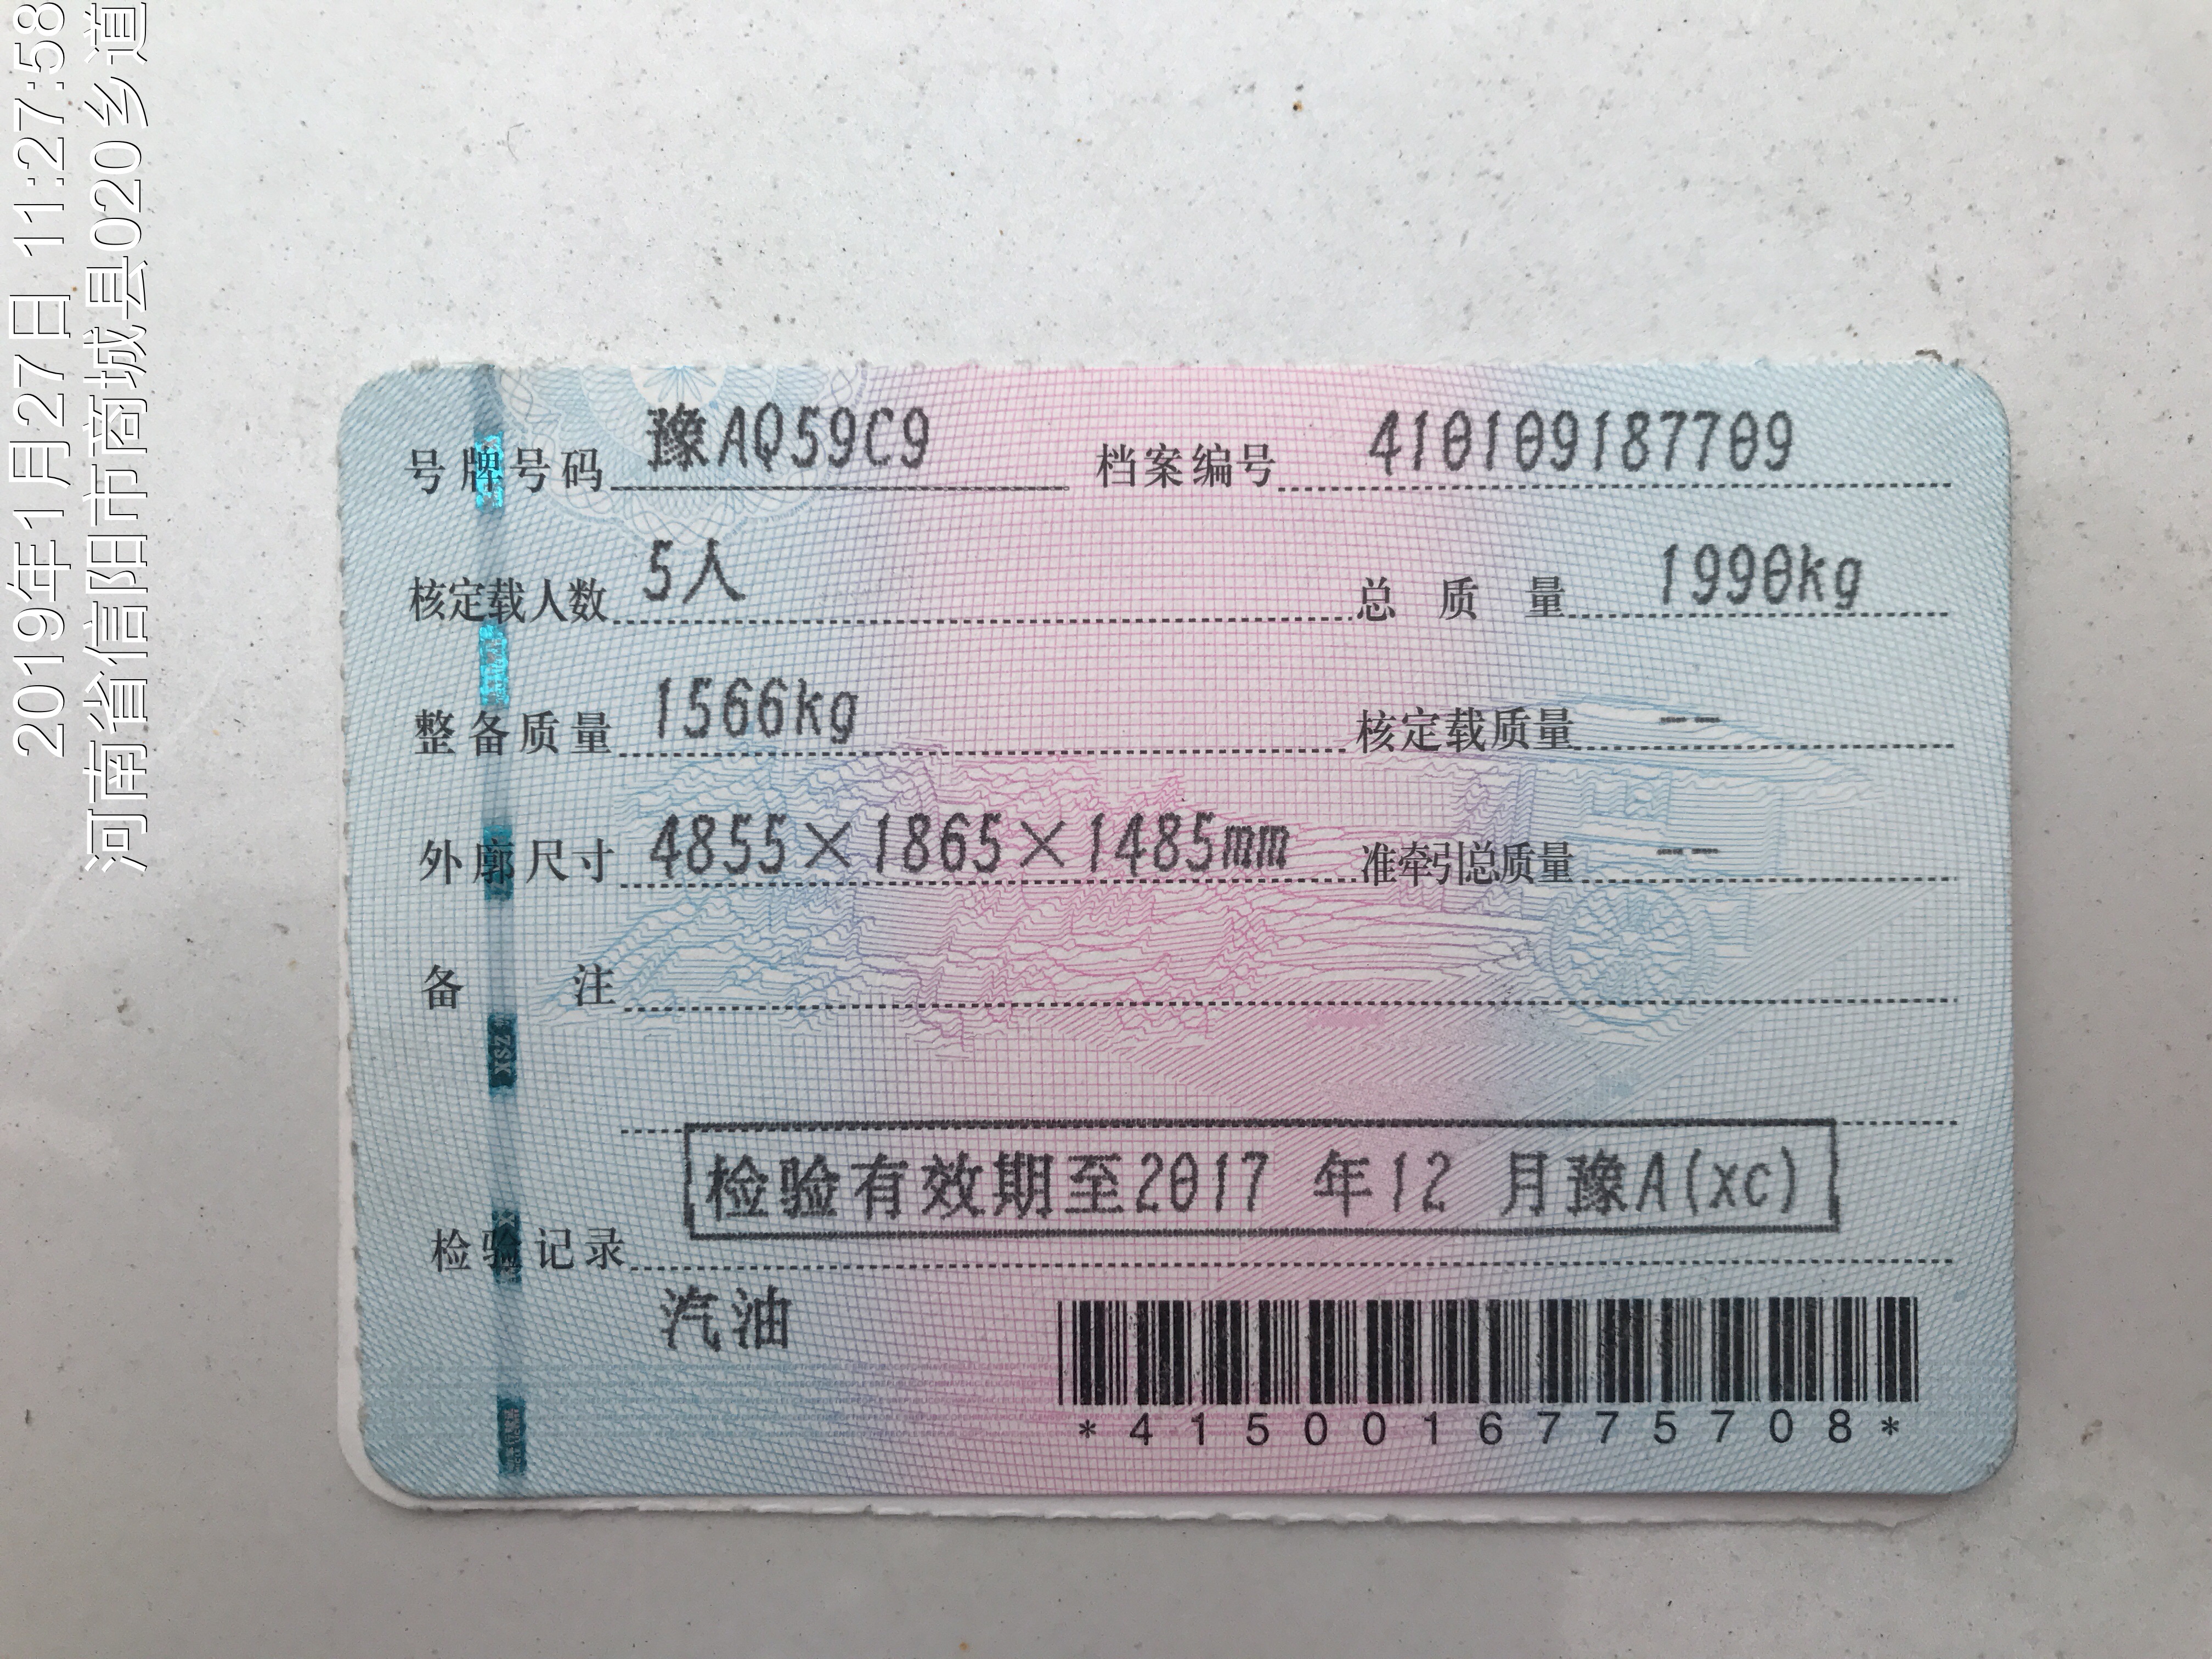 2019年1月27日 11:27:58
河南省信阳市商城县020乡道
号牌号码 豫AQ59C9 档案编号 410109187709
核定载人数 5人 总质量 1990kg
整备质量 1566kg 核定载质量 --
外廓尺寸 4855×1865×1485mm 准牵引总质量 --
备注
检验有效期至2017 年12 月豫A(xc)
检验记录
汽油
*4150016775708*